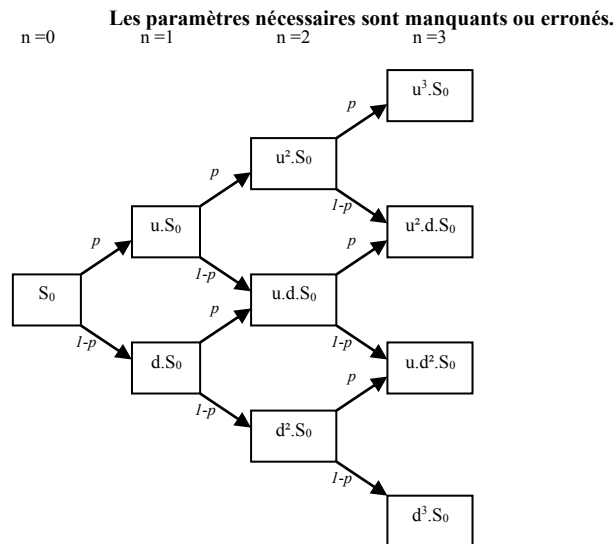 Les paramètres nécessaires sont manquants ou erronés.
n =0 n =1 n =2 n =3
u³.S₀
p
u².S₀
p 1-p
u.S₀ u².d.S₀
p 1-p p
S₀ u.d.S₀
1-p p 1-p
d.S₀ u.d².S₀
1-p p
d².S₀
1-p
d³.S₀